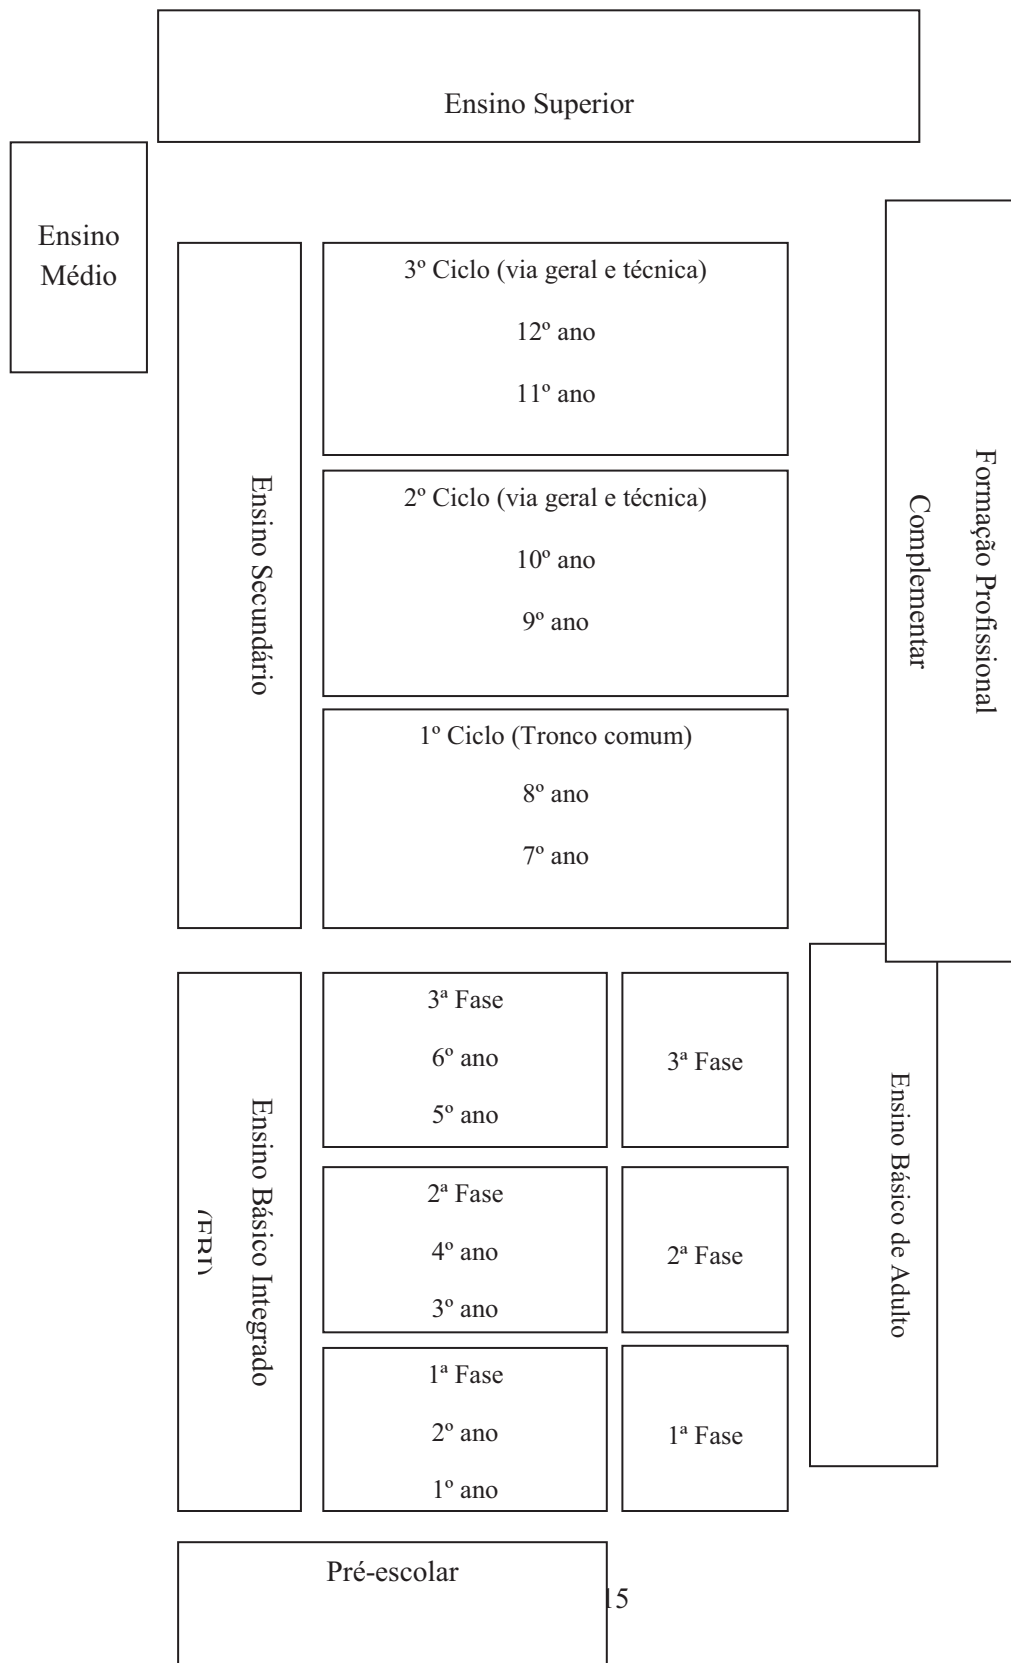 Ensino Superior
Ensino
Médio
3º Ciclo (via geral e técnica)
12º ano
11º ano
2º Ciclo (via geral e técnica)
10º ano
9º ano
1º Ciclo (Tronco comum)
8º ano
7º ano
Ensino Secundário
Formação Profissional
Complementar
3ª Fase
6º ano
5º ano
3ª Fase
2ª Fase
4º ano
3º ano
2ª Fase
1ª Fase
2º ano
1º ano
1ª Fase
Ensino Básico Integrado
(EBI)
Ensino Básico de Adulto
Pré-escolar
15